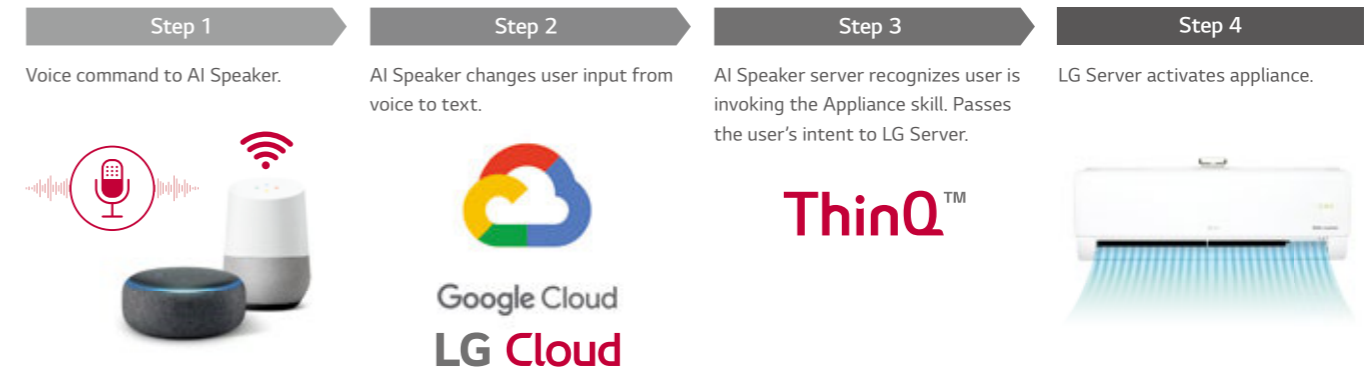 Step 1
Voice command to AI Speaker.
Step 2
AI Speaker changes user input from
voice to text.
Google Cloud
LG Cloud
Step 3
AI Speaker server recognizes user is
invoking the Appliance skill. Passes
the user's intent to LG Server.
ThinQ™
Step 4
LG Server activates appliance.